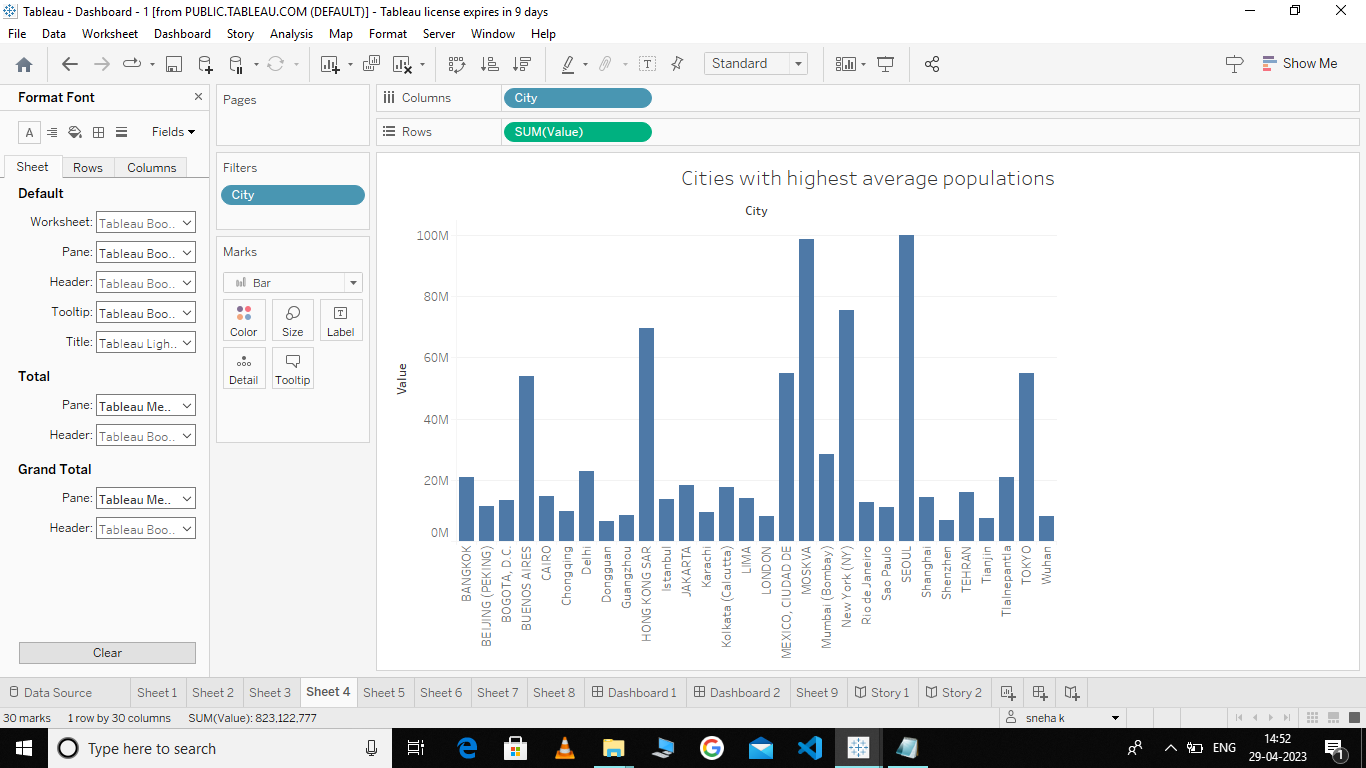 Tableau - Dashboard - 1 [from PUBLIC.TABLEAU.COM (DEFAULT)] - Tableau license expires in 9 days
File Data Worksheet Dashboard Story Analysis Map Format Server Window Help
Standard
Show Me
Format Font
A
Fields
Sheet Rows Columns
Default
Worksheet: Tableau Boo..
Pane: Tableau Boo..
Header: Tableau Boo..
Tooltip: Tableau Boo..
Title: Tableau Ligh..
Total
Pane: Tableau Me..
Header: Tableau Boo..
Grand Total
Pane: Tableau Me..
Header: Tableau Boo..
Clear
Pages
Filters
City
Marks
Bar
Color Size Label
Detail Tooltip
Columns City
Rows SUM(Value)
Cities with highest average populations
City
Value
100M
80M
60M
40M
20M
0M
BANGKOK
BEIJING (PEKING)
BOGOTA, D.C.
BUENOS AIRES
CAIRO
Chongqing
Delhi
Dongguan
Guangzhou
HONG KONG SAR
Istanbul
JAKARTA
Karachi
Kolkata (Calcutta)
LIMA
LONDON
MEXICO, CIUDAD DE
MOSKVA
Mumbai (Bombay)
New York (NY)
Rio de Janeiro
Sao Paulo
SEOUL
Shanghai
Shenzhen
TEHRAN
Tianjin
Tlalnepantla
TOKYO
Wuhan
Data Source Sheet 1 Sheet 2 Sheet 3 Sheet 4 Sheet 5 Sheet 6 Sheet 7 Sheet 8 Dashboard 1 Dashboard 2 Sheet 9 Story 1 Story 2
30 marks 1 row by 30 columns SUM(Value): 823,122,777 sneha k
Type here to search
ENG
14:52
29-04-2023
1